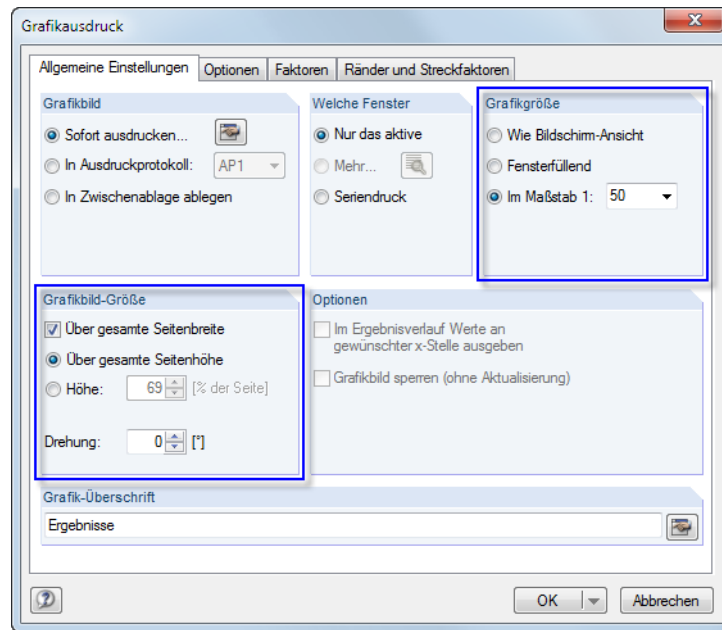 Grafikausdruck
Allgemeine Einstellungen
Optionen
Faktoren
Ränder und Streckfaktoren
Grafikbild
Sofort ausdrucken...
In Ausdruckprotokoll: AP1
In Zwischenablage ablegen
Welche Fenster
Nur das aktive
Mehr...
Seriendruck
Grafikgröße
Wie Bildschirm-Ansicht
Fensterfüllend
Im Maßstab 1: 50
Grafikbild-Größe
Über gesamte Seitenbreite
Über gesamte Seitenhöhe
Höhe: 69 [% der Seite]
Drehung: 0 [°]
Optionen
Im Ergebnisverlauf Werte an
gewünschter x-Stelle ausgeben
Grafikbild sperren (ohne Aktualisierung)
Grafik-Überschrift
Ergebnisse
OK
Abbrechen